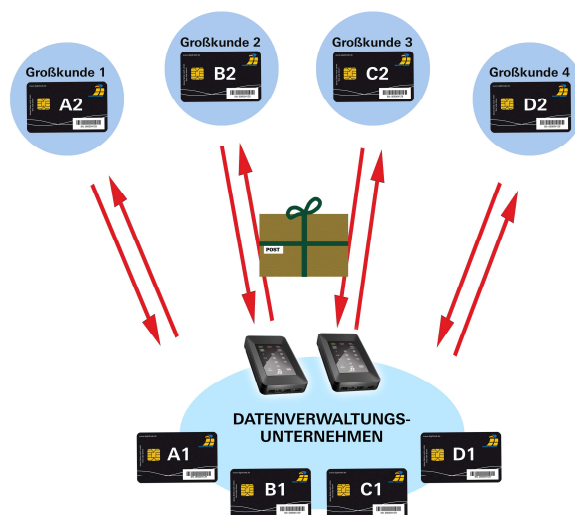 Großkunde 1
A2
Großkunde 2
B2
Großkunde 3
C2
Großkunde 4
D2
POST
DATENVERWALTUNGS-
UNTERNEHMEN
A1
B1
C1
D1